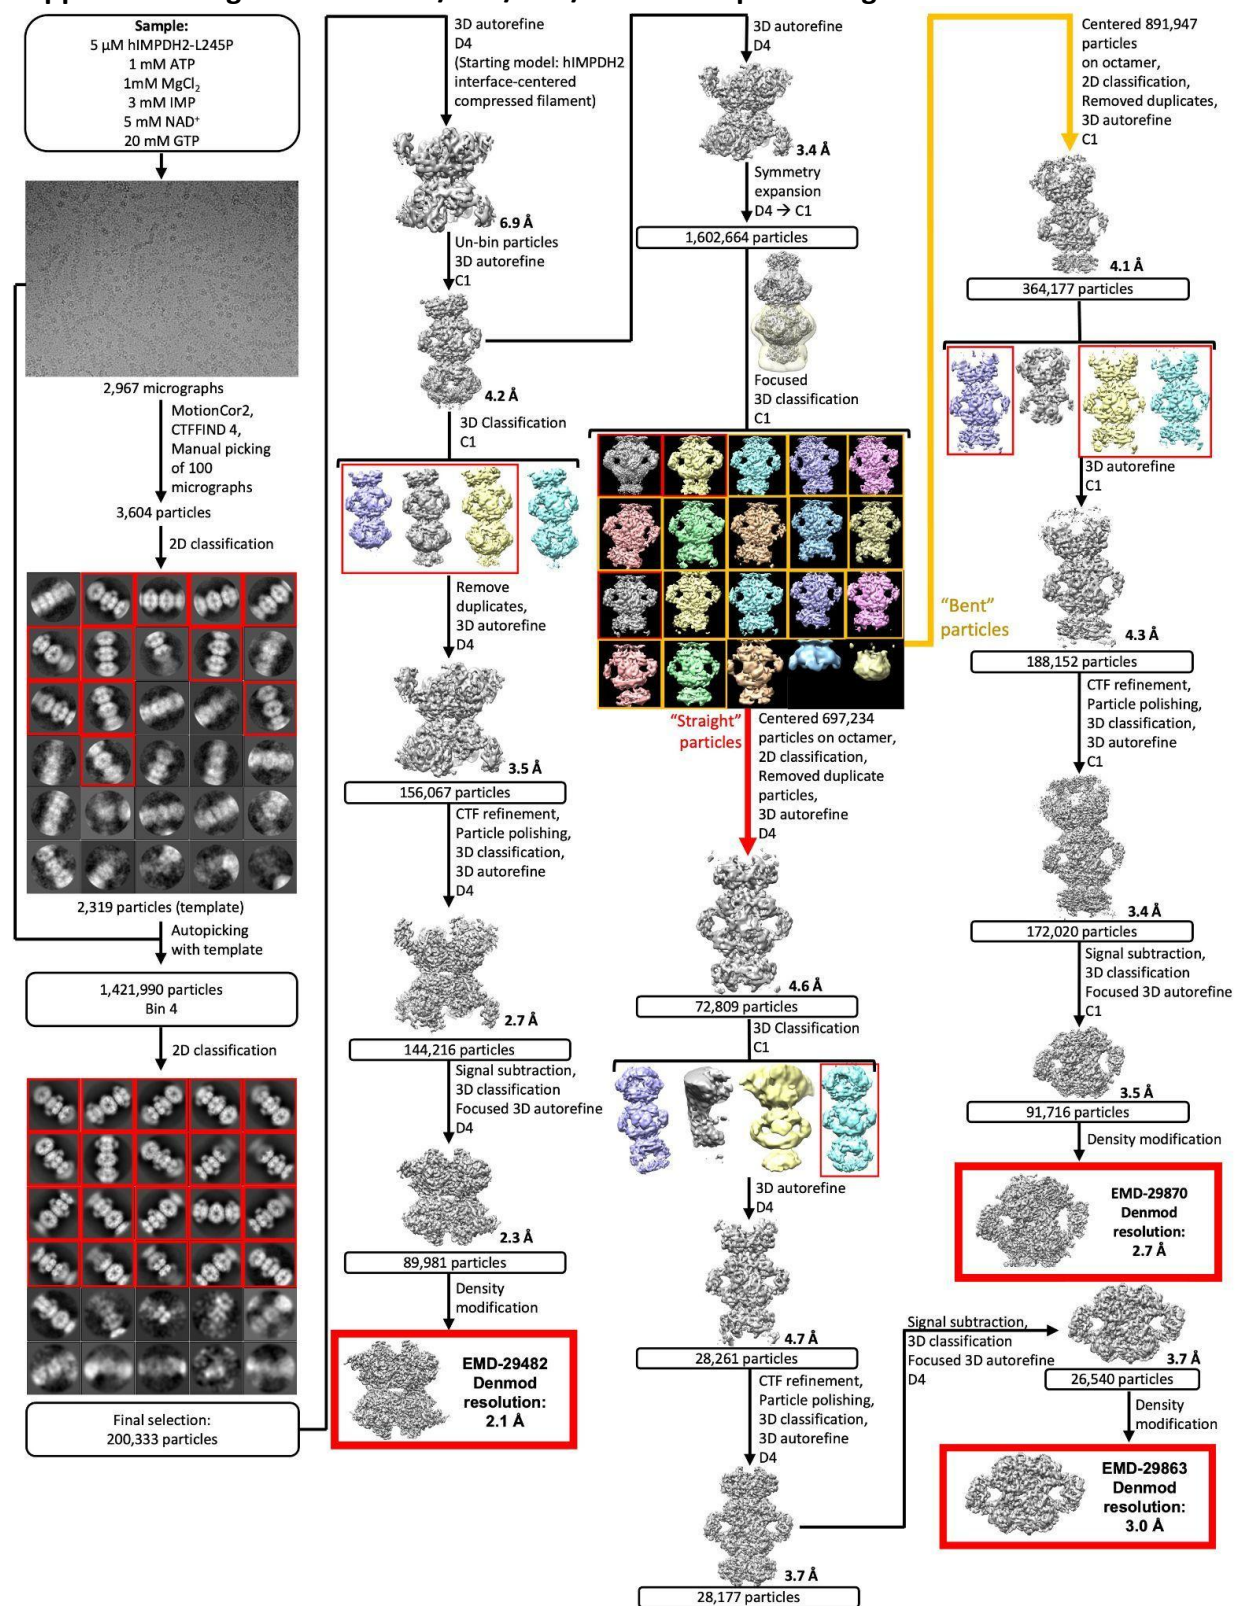 Sample:
5 µM hIMPDH2-L245P
1 mM ATP
1mM MgCl₂
3 mM IMP
5 mM NAD⁺
20 mM GTP
2,967 micrographs
MotionCor2,
CTFFIND 4,
Manual picking
of 100
micrographs
3,604 particles
2D classification
2,319 particles (template)
Autopicking
with template
1,421,990 particles
Bin 4
2D classification
Final selection:
200,333 particles
3D autorefine
D4
(Starting model: hIMPDH2
interface-centered
compressed filament)
6.9 Å
Un-bin particles
3D autorefine
C1
4.2 Å
3D Classification
C1
Remove
duplicates,
3D autorefine
D4
3.5 Å
156,067 particles
CTF refinement,
Particle polishing,
3D classification,
3D autorefine
D4
2.7 Å
144,216 particles
Signal subtraction,
3D classification
Focused 3D autorefine
D4
2.3 Å
89,981 particles
Density
modification
EMD-29482
Denmod
resolution:
2.1 Å
3D autorefine
D4
3.4 Å
Symmetry
expansion
D4 → C1
1,602,664 particles
Focused
3D classification
C1
"Straight"
particles
Centered 697,234
particles on octamer,
2D classification,
Removed duplicate
particles,
3D autorefine
D4
4.6 Å
72,809 particles
3D Classification
C1
3D autorefine
D4
4.7 Å
28,261 particles
CTF refinement,
Particle polishing,
3D classification,
3D autorefine
D4
3.7 Å
28,177 particles
"Bent"
particles
Centered 891,947
particles
on octamer,
2D classification,
Removed duplicates,
3D autorefine
C1
4.1 Å
364,177 particles
3D autorefine
C1
4.3 Å
188,152 particles
CTF refinement,
Particle polishing,
3D classification,
3D autorefine
C1
3.4 Å
172,020 particles
Signal subtraction,
3D classification
Focused 3D autorefine
C1
3.5 Å
91,716 particles
Density modification
EMD-29870
Denmod
resolution:
2.7 Å
Signal subtraction,
3D classification
Focused 3D autorefine
D4
3.7 Å
26,540 particles
Density
modification
EMD-29863
Denmod
resolution:
3.0 Å